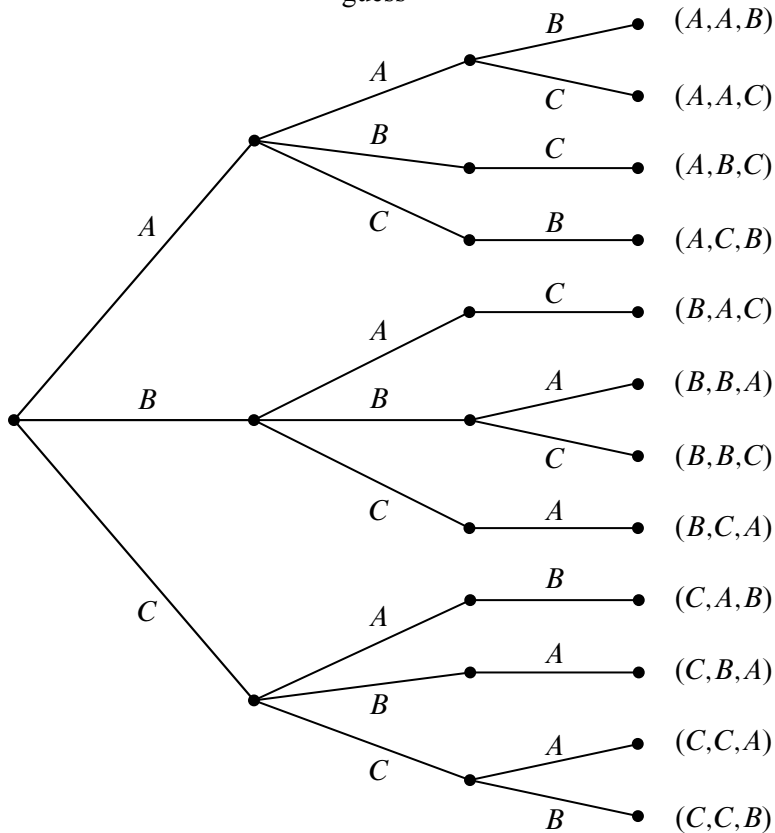 guess
B
(A,A,B)
A
C
(A,A,C)
B
C
(A,B,C)
A
C
B
(A,C,B)
C
(B,A,C)
A
B
B
A
(B,B,A)
C
(B,B,C)
C
A
(B,C,A)
B
(C,A,B)
C
A
A
(C,B,A)
B
A
(C,C,A)
C
B
(C,C,B)